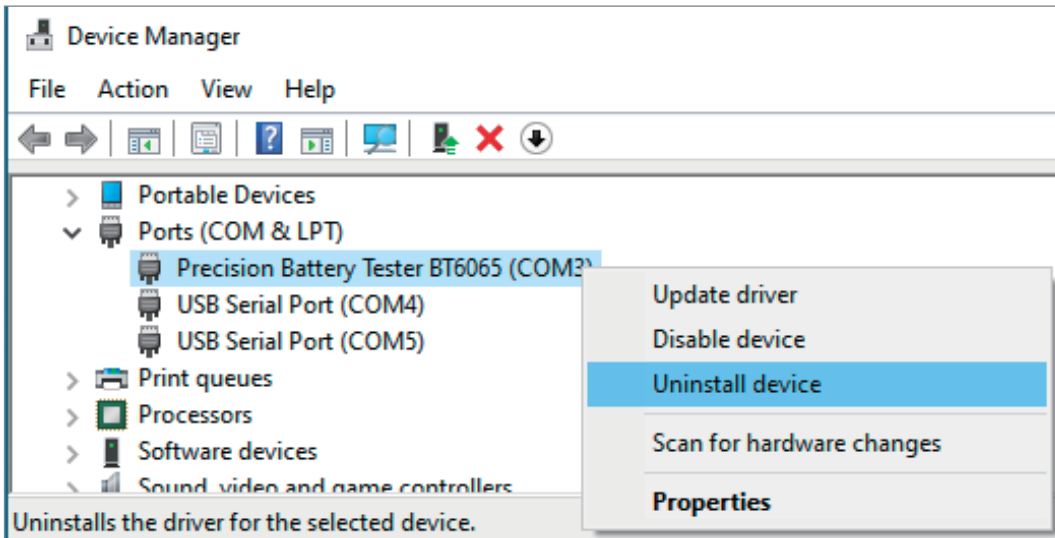 Device Manager
File Action View Help
Portable Devices
Ports (COM & LPT)
Precision Battery Tester BT6065 (COM3)
USB Serial Port (COM4)
USB Serial Port (COM5)
Print queues
Processors
Software devices
Sound, video and game controllers
Uninstalls the driver for the selected device.
Update driver
Disable device
Uninstall device
Scan for hardware changes
Properties